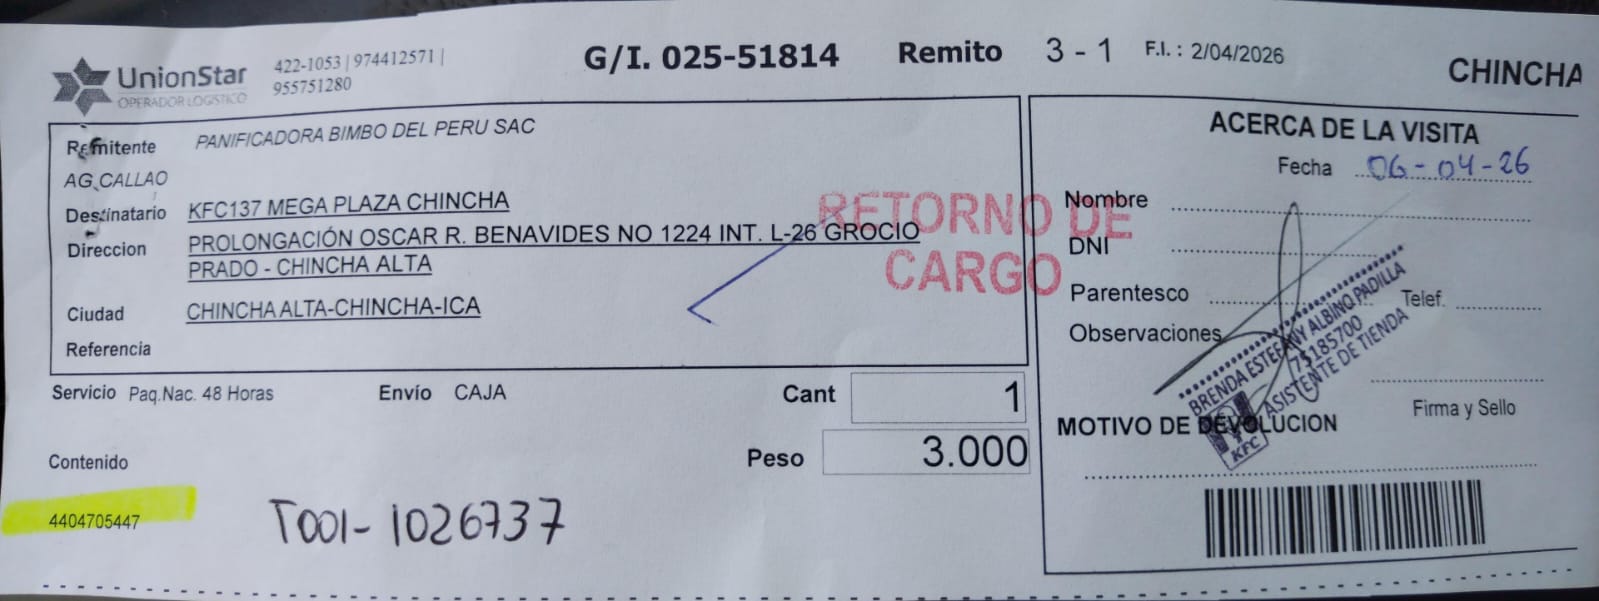 UnionStar
OPERADOR LOGISTICO
422-1053 | 974412571 |
955751280
G/I. 025-51814 Remito 3 - 1 F.I. : 2/04/2026
CHINCHA
Remitente PANIFICADORA BIMBO DEL PERU SAC
AG. CALLAO
Destinatario KFC137 MEGA PLAZA CHINCHA
Direccion PROLONGACIÓN OSCAR R. BENAVIDES NO 1224 INT. L-26 GROCIO
PRADO - CHINCHA ALTA
Ciudad CHINCHA ALTA-CHINCHA-ICA
Referencia
RETORNO DE
CARGO
Servicio Paq.Nac. 48 Horas Envío CAJA Cant 1
Peso 3.000
Contenido
4404705447
T001-1026737
ACERCA DE LA VISITA
Fecha 06-04-26
Nombre
DNI
Parentesco Telef.
Observaciones
BRENDA ESTEFANY ALBINO PADILLA
75185700
ASISTENTE DE TIENDA
KFC
Firma y Sello
MOTIVO DE DEVOLUCION